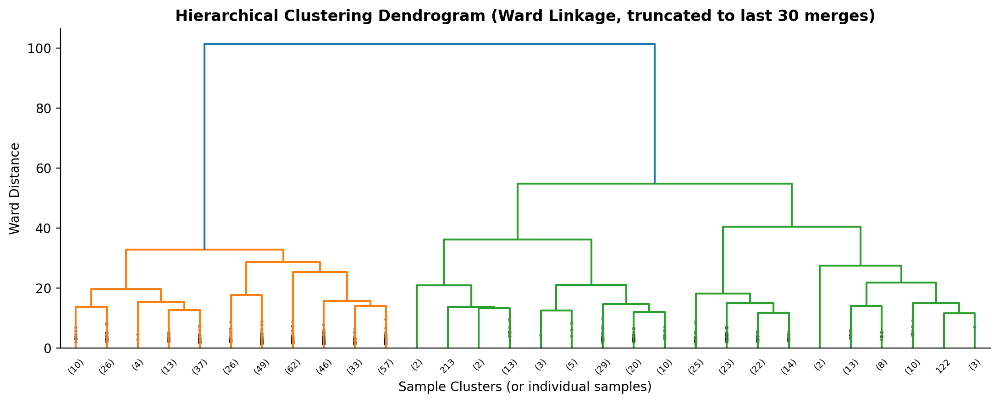 Hierarchical Clustering Dendrogram (Ward Linkage, truncated to last 30 merges)
Ward Distance
100
80
60
40
20
0
(10) (26) (4) (13) (37) (26) (49) (62) (46) (33) (57) (2) 213 (2) (13) (3) (5) (29) (20) (10) (25) (23) (22) (14) (2) (13) (8) (10) 122 (3)
Sample Clusters (or individual samples)